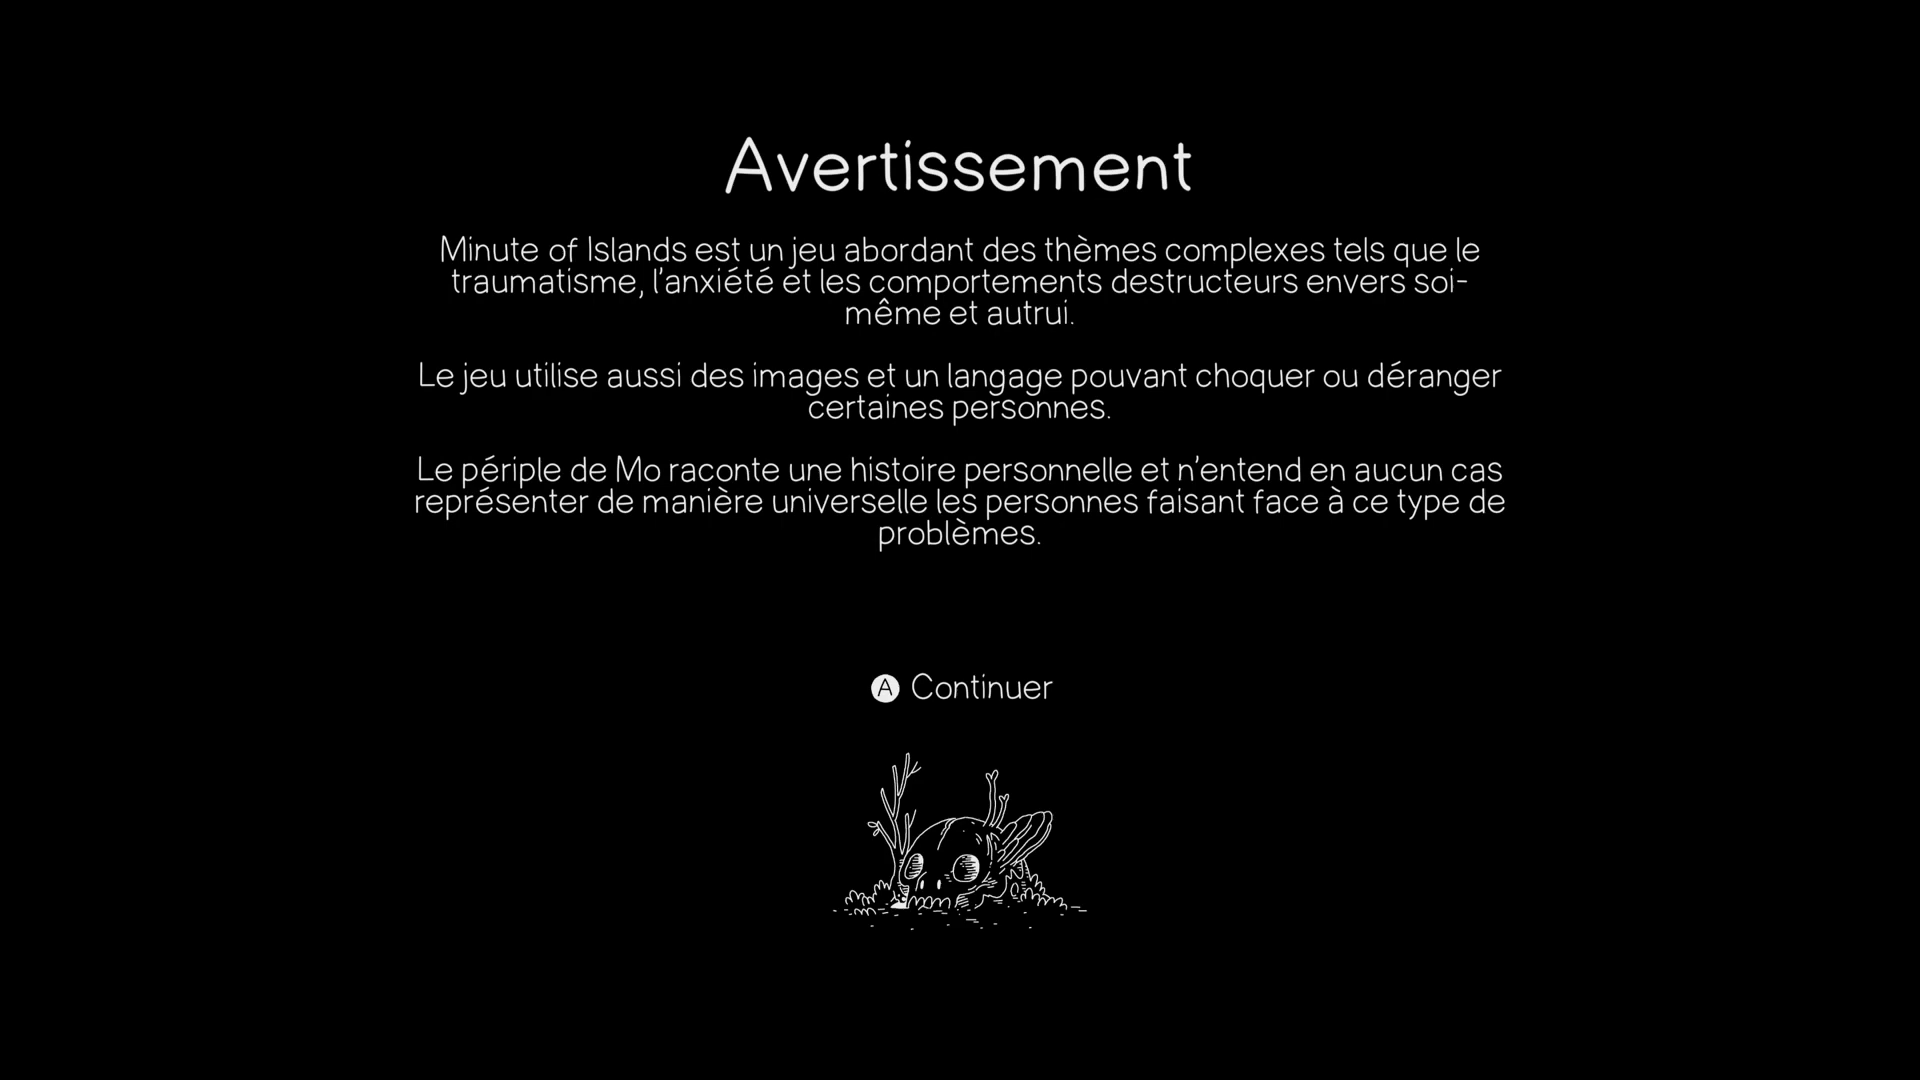 Avertissement
Minute of Islands est un jeu abordant des thèmes complexes tels que le
traumatisme, l'anxiété et les comportements destructeurs envers soi-
même et autrui.
Le jeu utilise aussi des images et un langage pouvant choquer ou déranger
certaines personnes.
Le périple de Mo raconte une histoire personnelle et n'entend en aucun cas
représenter de manière universelle les personnes faisant face à ce type de
problèmes.
A Continuer